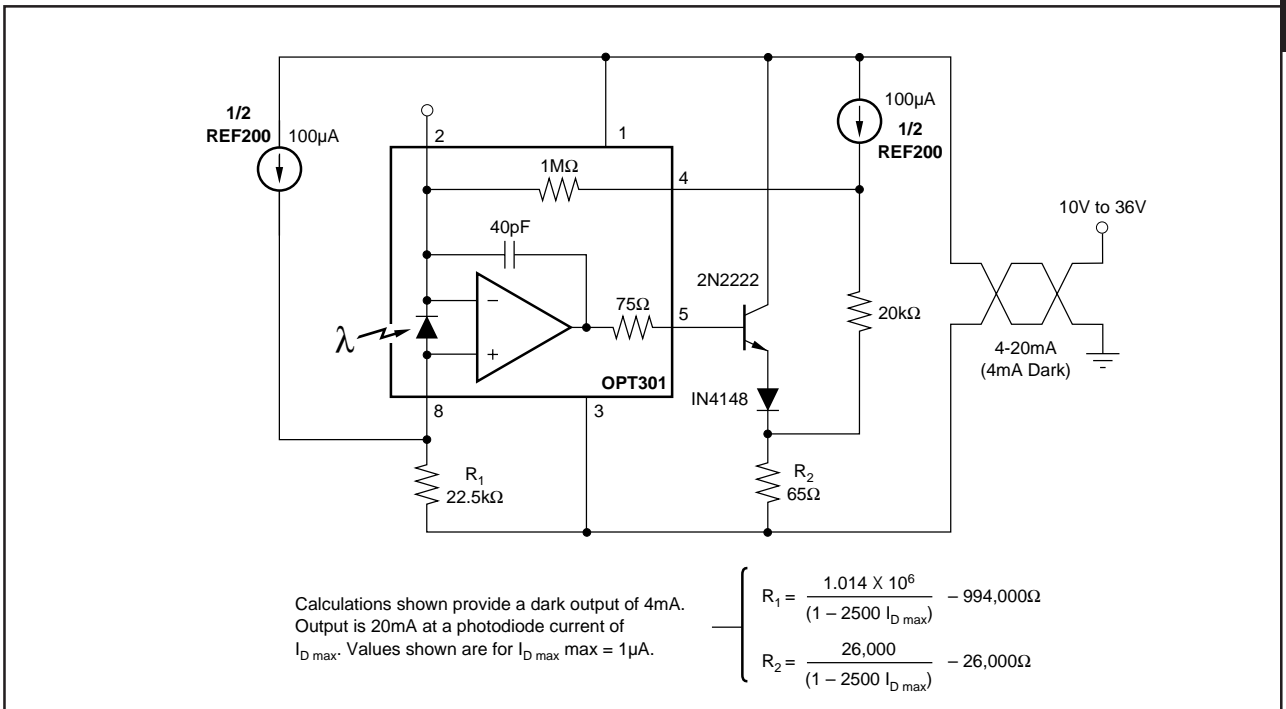 1/2
REF200
100µA
2
1
100µA
1/2
REF200
1MΩ
4
10V to 36V
40pF
2N2222
–
75Ω
5
20kΩ
λ
+
4-20mA
(4mA Dark)
OPT301
IN4148
8
3
R1
22.5kΩ
R2
65Ω
Calculations shown provide a dark output of 4mA.
Output is 20mA at a photodiode current of
ID max. Values shown are for ID max max = 1µA.
R1 = 1.014 X 10⁶ / (1 – 2500 ID max) – 994,000Ω
R2 = 26,000 / (1 – 2500 ID max) – 26,000Ω